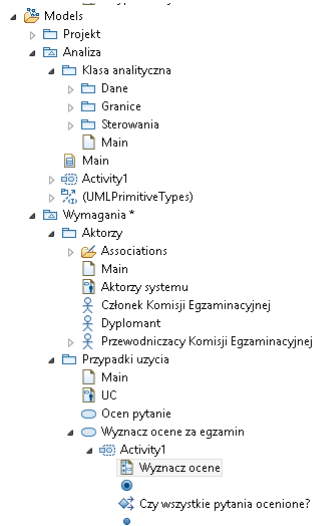 Models
Projekt
Analiza
Klasa analityczna
Dane
Granice
Sterowania
Main
Main
Activity1
(UMLPrimitiveTypes)
Wymagania *
Aktorzy
Associations
Main
Aktorzy systemu
Członek Komisji Egzaminacyjnej
Dyplomant
Przewodniczacy Komisji Egzaminacyjnej
Przypadki uzycia
Main
UC
Ocen pytanie
Wyznacz ocene za egzamin
Activity1
Wyznacz ocene
Czy wszystkie pytania ocenione?